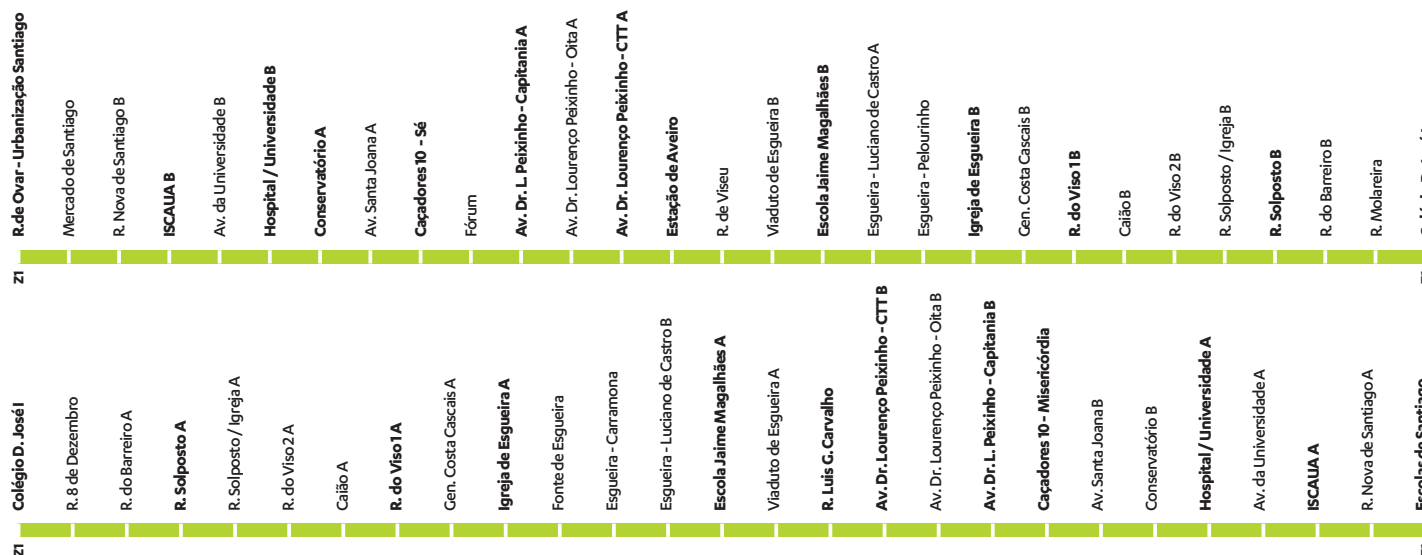 R. de Ovar - Urbanização Santiago
Mercado de Santiago
R. Nova de Santiago B
ISCAUA B
Av. da Universidade B
Hospital / Universidade B
Conservatório A
Av. Santa Joana A
Caçadores 10 - Sé
Fórum
Av. Dr. L. Peixinho - Capitania A
Av. Dr. Lourenço Peixinho - Oita A
Av. Dr. Lourenço Peixinho - CTT A
Estação de Aveiro
R. de Viseu
Viaduto de Esgueira B
Escola Jaime Magalhães B
Esgueira - Luciano de Castro A
Esgueira - Pelourinho
Igreja de Esgueira B
Gen. Costa Cascais B
R. do Viso 1 B
Caião B
R. do Viso 2 B
R. Solposto / Igreja B
R. Solposto B
R. do Barreiro B
R. Molareira
Z1
Colégio D. José I
R. 8 de Dezembro
R. do Barreiro A
R. Solposto A
R. Solposto / Igreja A
R. do Viso 2 A
Caião A
R. do Viso 1 A
Gen. Costa Cascais A
Igreja de Esgueira A
Fonte de Esgueira
Esgueira - Carramona
Esgueira - Luciano de Castro B
Escola Jaime Magalhães A
Viaduto de Esgueira A
R. Luis G. Carvalho
Av. Dr. Lourenço Peixinho - CTT B
Av. Dr. Lourenço Peixinho - Oita B
Av. Dr. L. Peixinho - Capitania B
Caçadores 10 - Misericórdia
Av. Santa Joana B
Conservatório B
Hospital / Universidade A
Av. da Universidade A
ISCAUA A
R. Nova de Santiago A
Escolas de Santiago
Z1